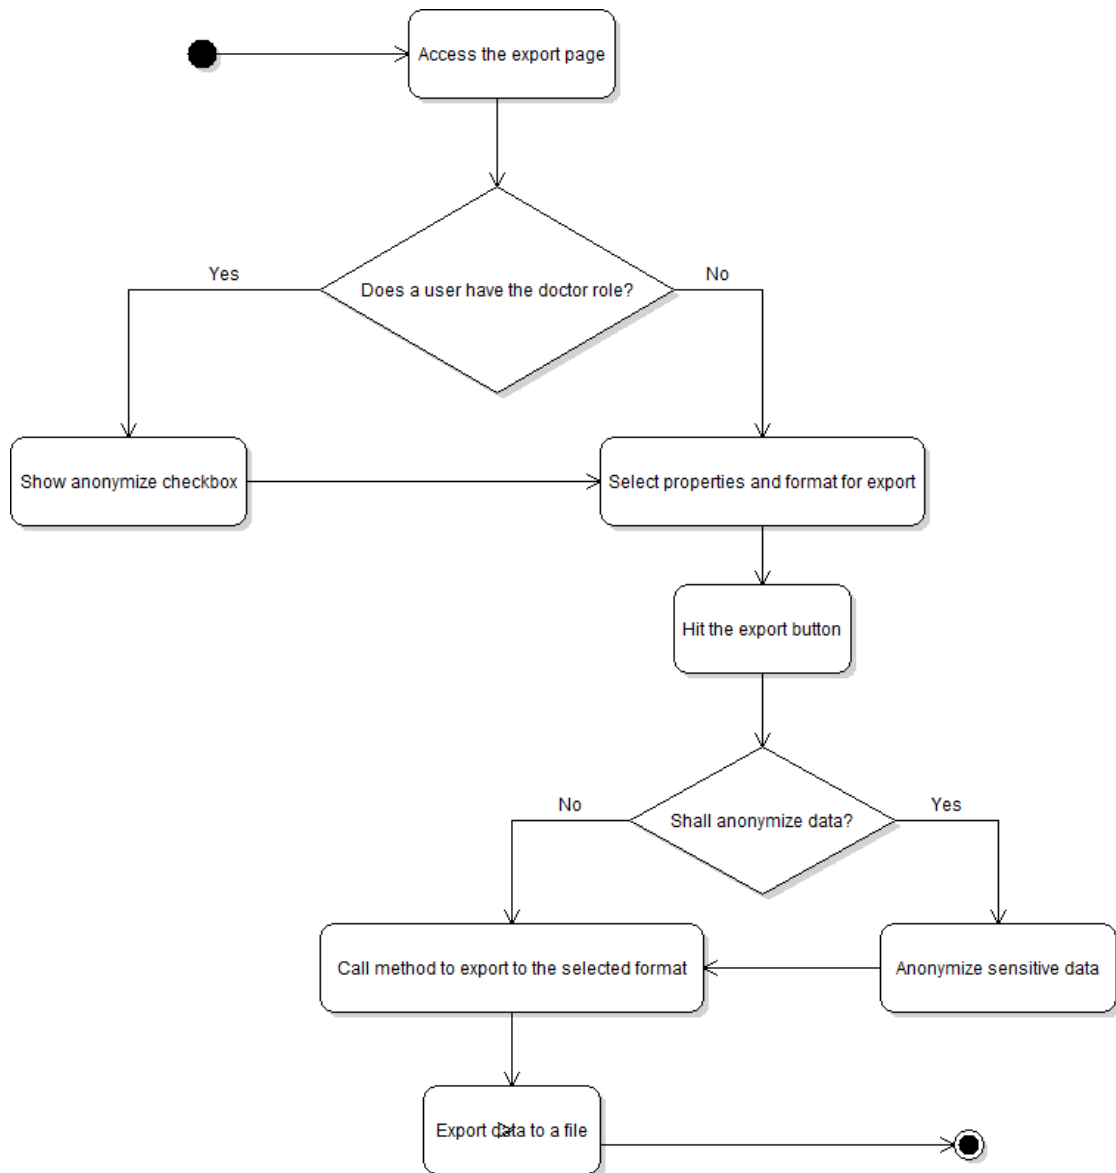 Access the export page
Yes
No
Does a user have the doctor role?
Show anonymize checkbox
Select properties and format for export
Hit the export button
No
Yes
Shall anonymize data?
Call method to export to the selected format
Anonymize sensitive data
Export data to a file